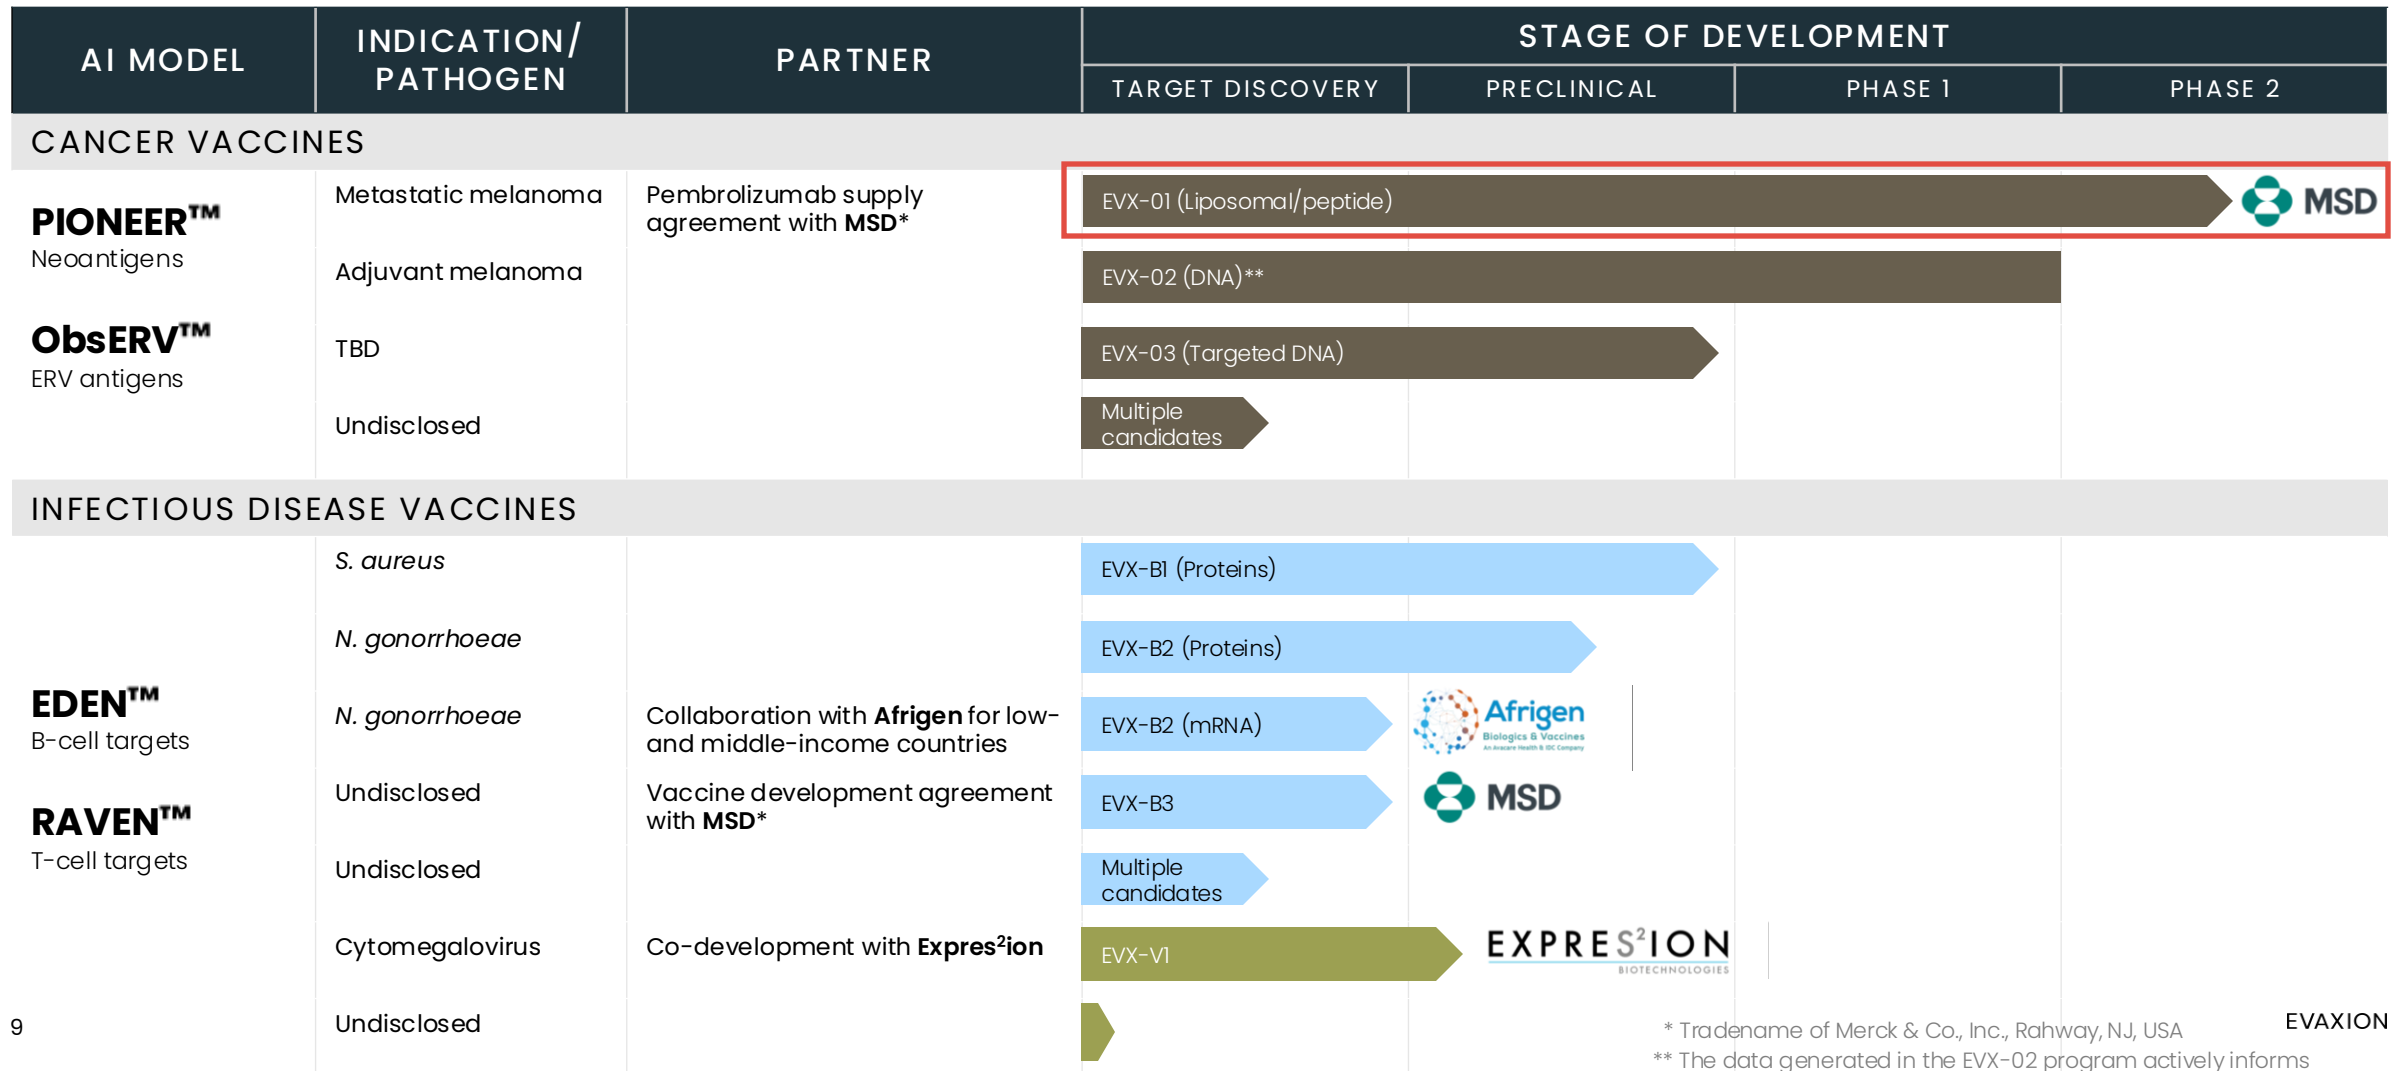 AI MODEL
INDICATION/
PATHOGEN
PARTNER
STAGE OF DEVELOPMENT
TARGET DISCOVERY
PRECLINICAL
PHASE 1
PHASE 2
CANCER VACCINES
PIONEER™
Neoantigens
ObsERV™
ERV antigens
Metastatic melanoma
Pembrolizumab supply
agreement with MSD*
EVX-01 (Liposomal/peptide)
MSD
Adjuvant melanoma
EVX-02 (DNA)**
TBD
EVX-03 (Targeted DNA)
Undisclosed
Multiple
candidates
INFECTIOUS DISEASE VACCINES
EDEN™
B-cell targets
RAVEN™
T-cell targets
S. aureus
EVX-B1 (Proteins)
N. gonorrhoeae
EVX-B2 (Proteins)
N. gonorrhoeae
Collaboration with Afrigen for low-
and middle-income countries
EVX-B2 (mRNA)
Afrigen
Biologics & Vaccines
An Avacare Health & IDC Company
Undisclosed
Vaccine development agreement
with MSD*
EVX-B3
MSD
Undisclosed
Multiple
candidates
Cytomegalovirus
Co-development with Expres²ion
EVX-V1
EXPRES²ION
BIOTECHNOLOGIES
Undisclosed
9
* Tradename of Merck & Co., Inc., Rahway, NJ, USA
** The data generated in the EVX-02 program actively informs
EVAXION